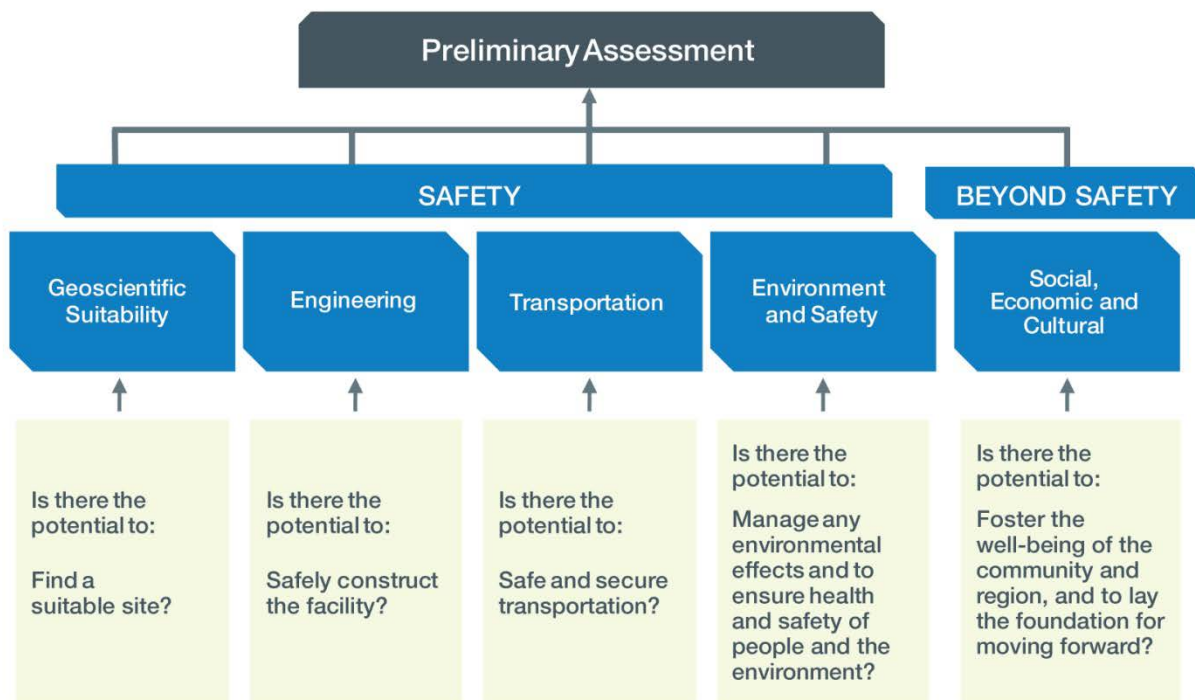 Preliminary Assessment
SAFETY
BEYOND SAFETY
Geoscientific
Suitability
Engineering
Transportation
Environment
and Safety
Social,
Economic and
Cultural
Is there the
potential to:
Find a
suitable site?
Is there the
potential to:
Safely construct
the facility?
Is there the
potential to:
Safe and secure
transportation?
Is there the
potential to:
Manage any
environmental
effects and to
ensure health
and safety of
people and the
environment?
Is there the
potential to:
Foster the
well-being of the
community and
region, and to lay
the foundation for
moving forward?